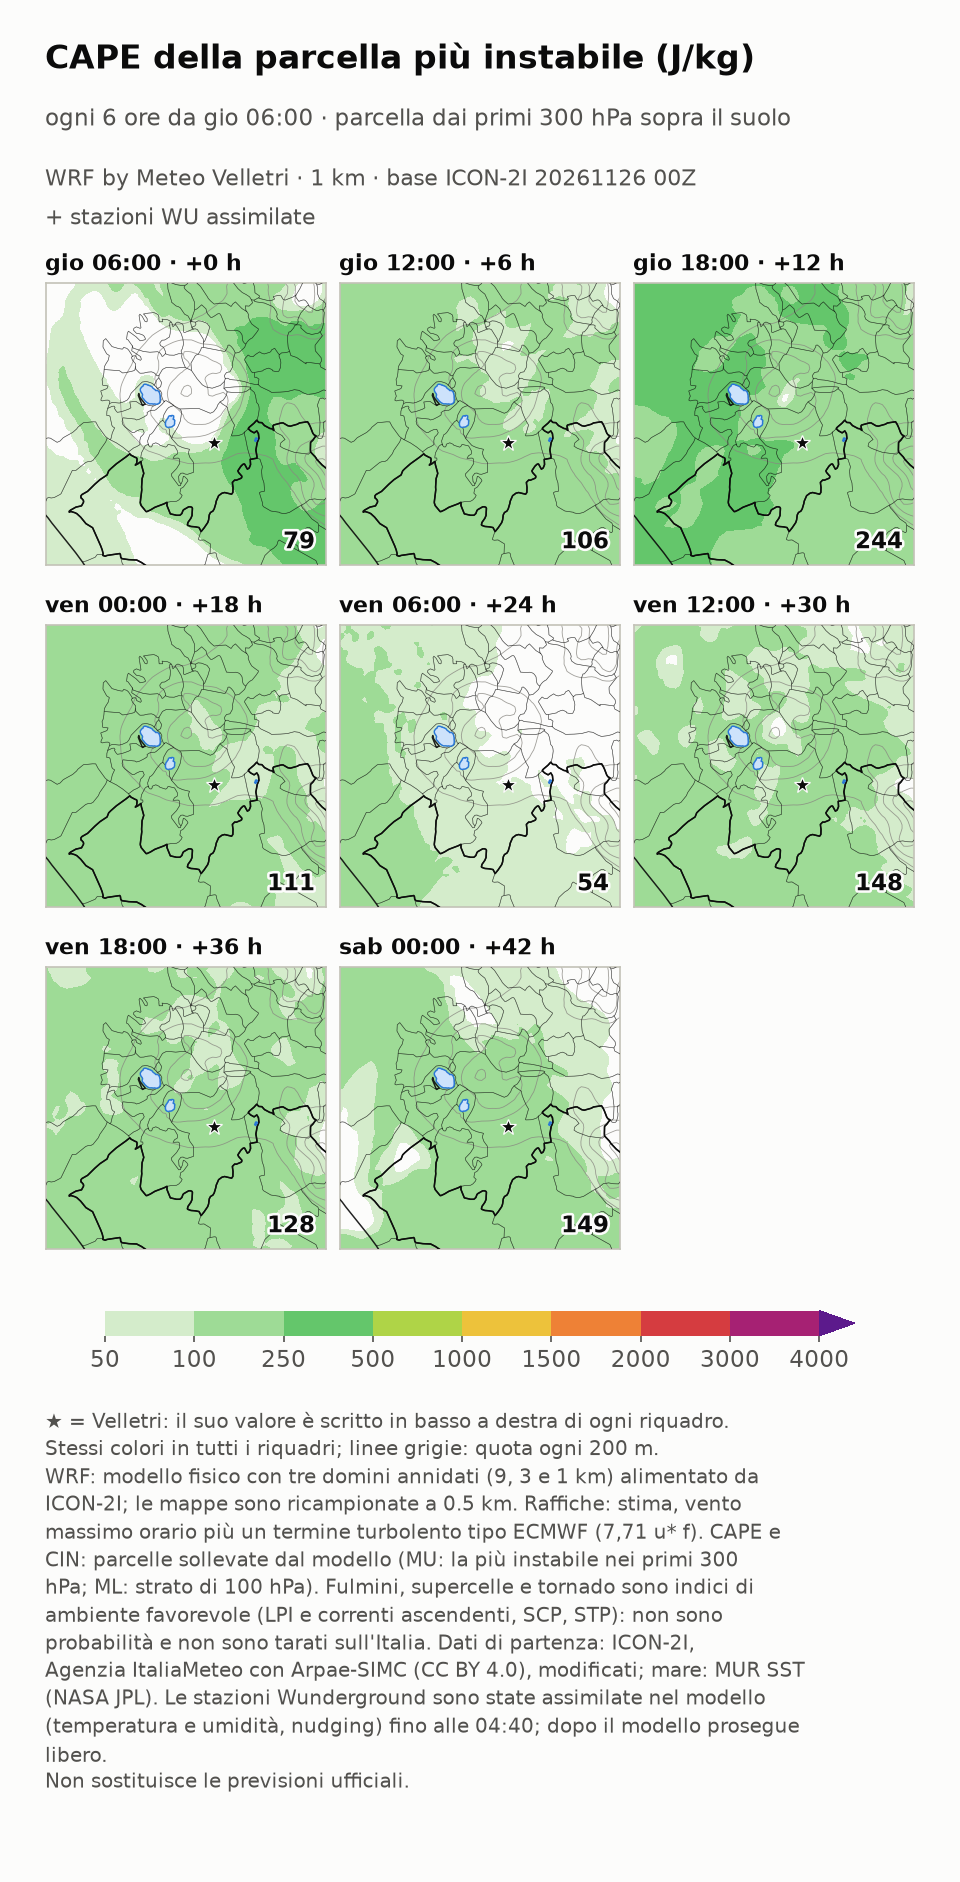 CAPE della parcella più instabile (J/kg)
ogni 6 ore da gio 06:00 · parcella dai primi 300 hPa sopra il suolo
WRF by Meteo Velletri · 1 km · base ICON-2I 20261126 00Z
+ stazioni WU assimilate
gio 06:00 · +0 h
gio 12:00 · +6 h
gio 18:00 · +12 h
79
106
244
ven 00:00 · +18 h
ven 06:00 · +24 h
ven 12:00 · +30 h
111
54
148
ven 18:00 · +36 h
sab 00:00 · +42 h
128
149
50 100 250 500 1000 1500 2000 3000 4000
★ = Velletri: il suo valore è scritto in basso a destra di ogni riquadro.
Stessi colori in tutti i riquadri; linee grigie: quota ogni 200 m.
WRF: modello fisico con tre domini annidati (9, 3 e 1 km) alimentato da
ICON-2I; le mappe sono ricampionate a 0.5 km. Raffiche: stima, vento
massimo orario più un termine turbolento tipo ECMWF (7,71 u* f). CAPE e
CIN: parcelle sollevate dal modello (MU: la più instabile nei primi 300
hPa; ML: strato di 100 hPa). Fulmini, supercelle e tornado sono indici di
ambiente favorevole (LPI e correnti ascendenti, SCP, STP): non sono
probabilità e non sono tarati sull'Italia. Dati di partenza: ICON-2I,
Agenzia ItaliaMeteo con Arpae-SIMC (CC BY 4.0), modificati; mare: MUR SST
(NASA JPL). Le stazioni Wunderground sono state assimilate nel modello
(temperatura e umidità, nudging) fino alle 04:40; dopo il modello prosegue
libero.
Non sostituisce le previsioni ufficiali.